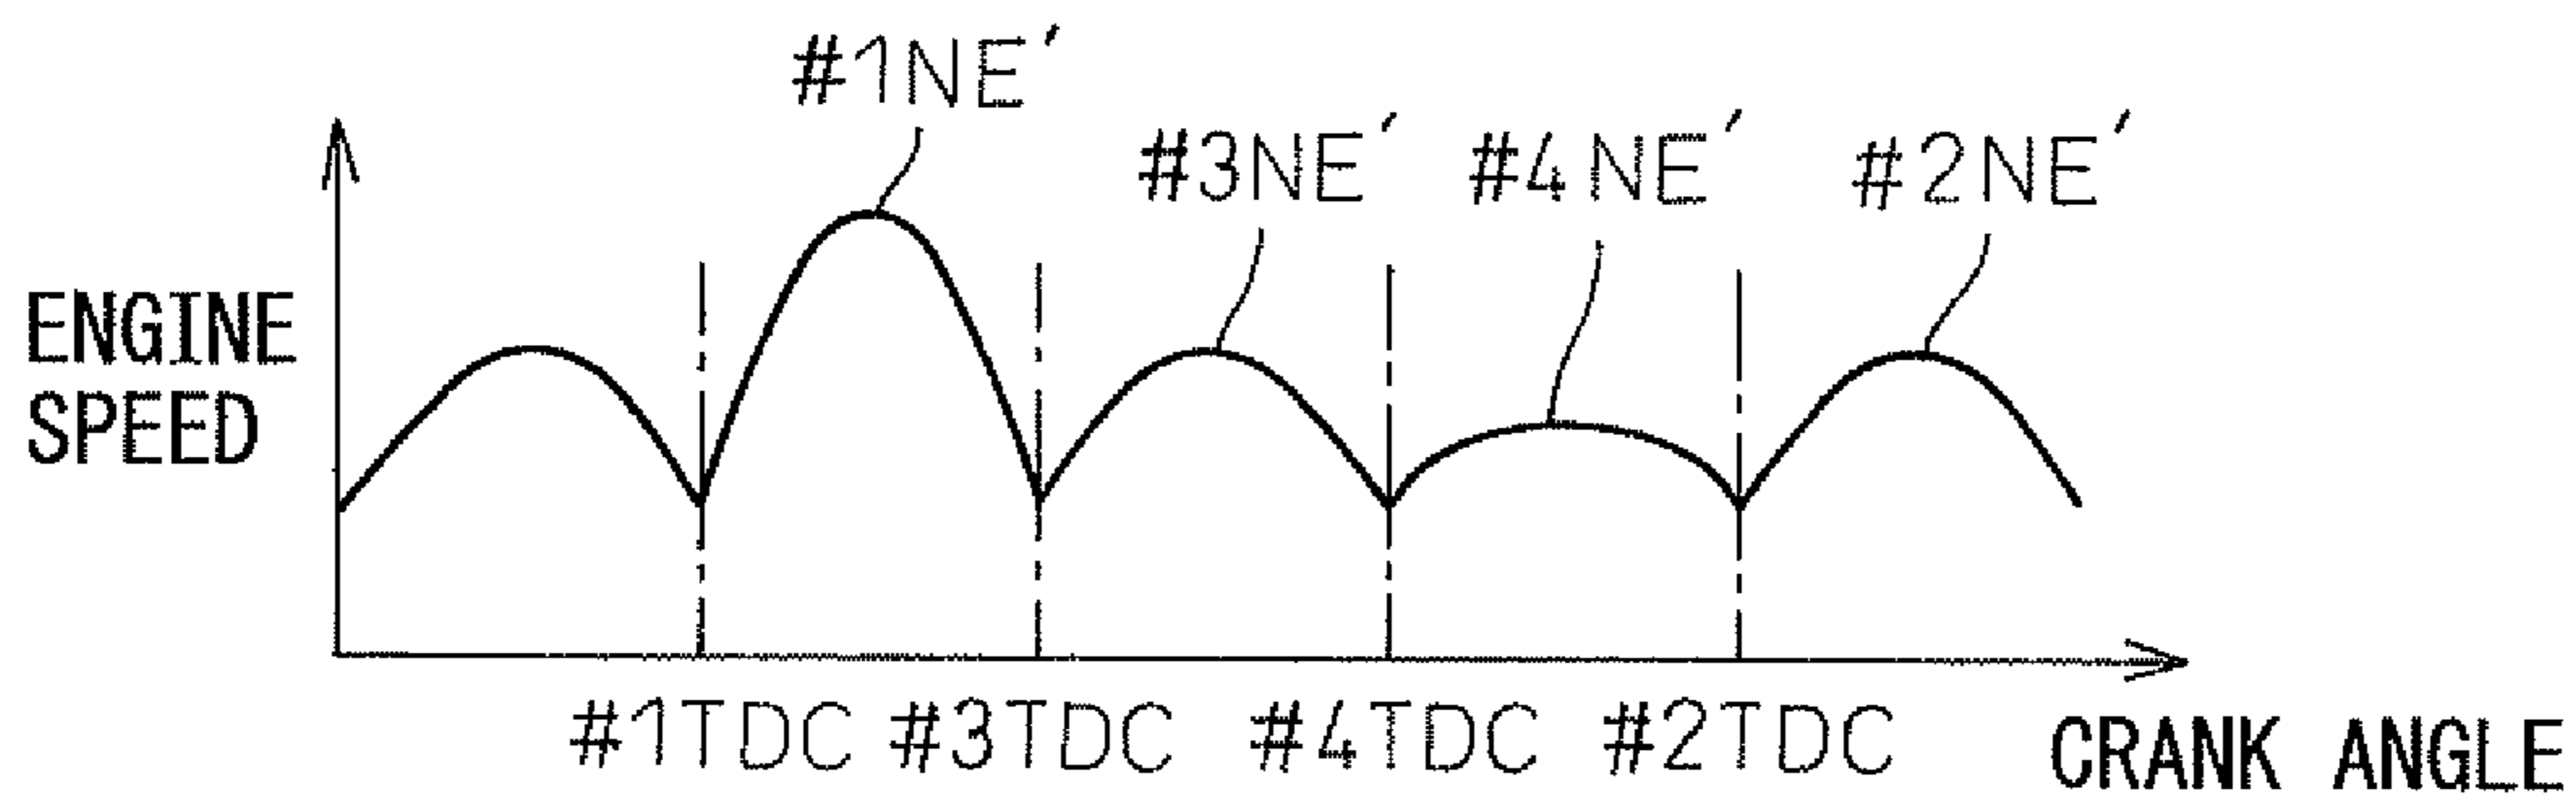 #1NE′
#3NE′ #4NE′ #2NE′
ENGINE
SPEED
#1TDC #3TDC #4TDC #2TDC
CRANK ANGLE